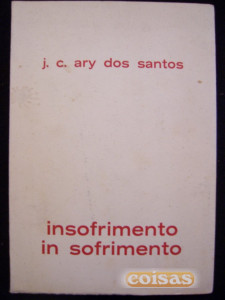 j. c. ary dos santos
insofrimento
in sofrimento
coisas